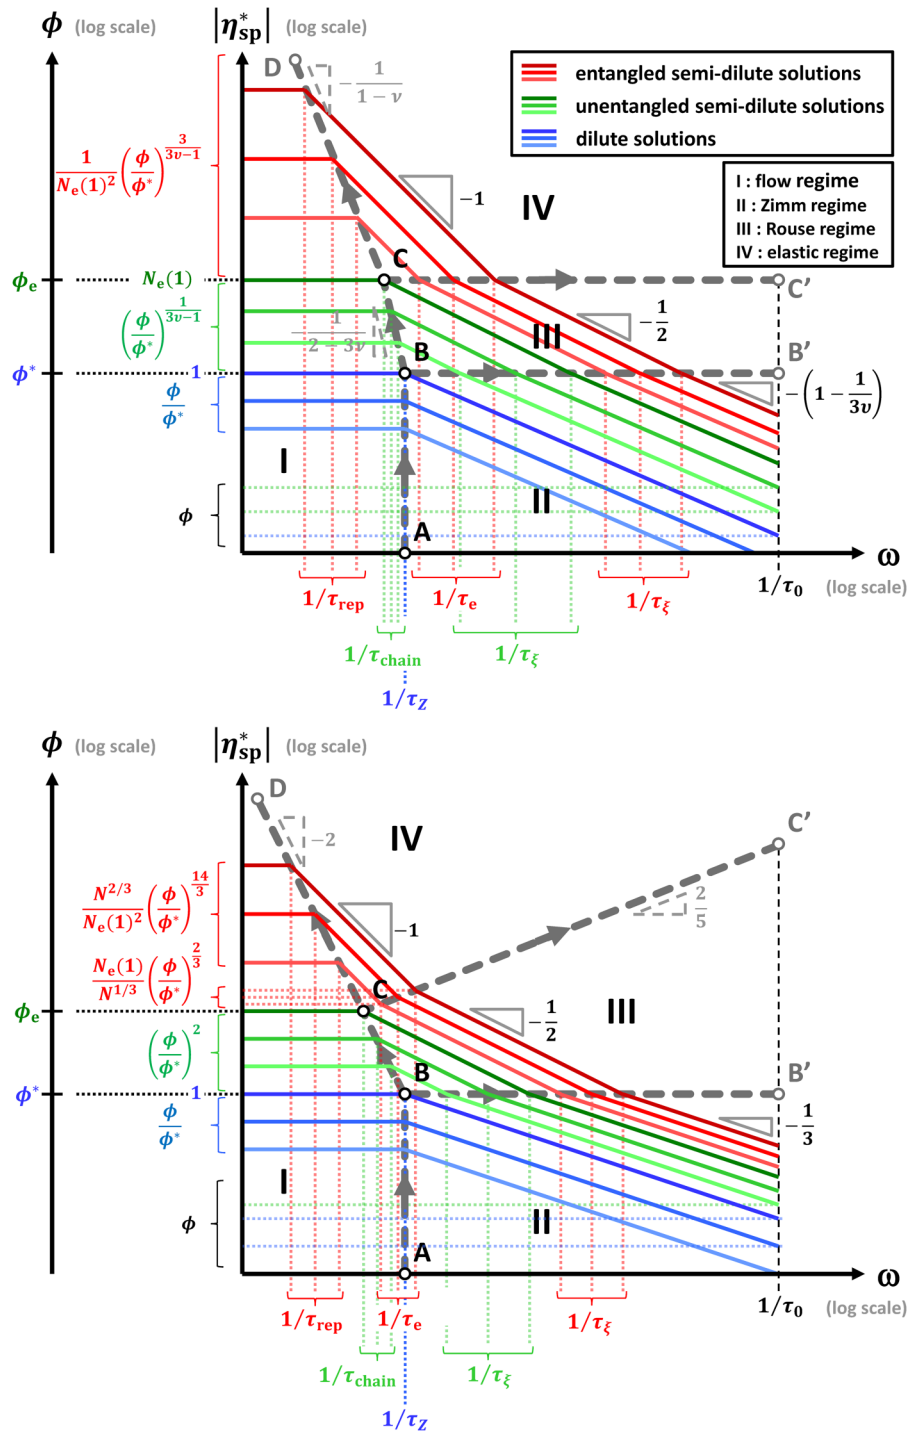 ϕ (log scale) |η*sp| (log scale)
D
−1/(1−ν)
entangled semi-dilute solutions
unentangled semi-dilute solutions
dilute solutions
I : flow regime
II : Zimm regime
III : Rouse regime
IV : elastic regime
1/Ne(1)² (ϕ/ϕ*)^(3/(3υ−1))
−1
IV
C
ϕe Ne(1)
C’
(ϕ/ϕ*)^(1/(3υ−1))
1/(2−3ν)
III
−1/2
B
ϕ* 1
B’
ϕ/ϕ*
−(1−1/3υ)
I
II
ϕ
A
ω
(log scale)
1/τrep 1/τe 1/τξ 1/τ0
1/τchain 1/τξ
1/τZ
ϕ (log scale) |η*sp| (log scale)
D
−2
IV
C’
N^(2/3)/Ne(1)² (ϕ/ϕ*)^(14/3)
−1
2/5
Ne(1)/N^(1/3) (ϕ/ϕ*)^(2/3)
C
ϕe
III
−1/2
(ϕ/ϕ*)²
B
ϕ* 1
B’
ϕ/ϕ*
−1/3
I
II
ϕ
A
ω
(log scale)
1/τrep 1/τe 1/τξ 1/τ0
1/τchain 1/τξ
1/τZ